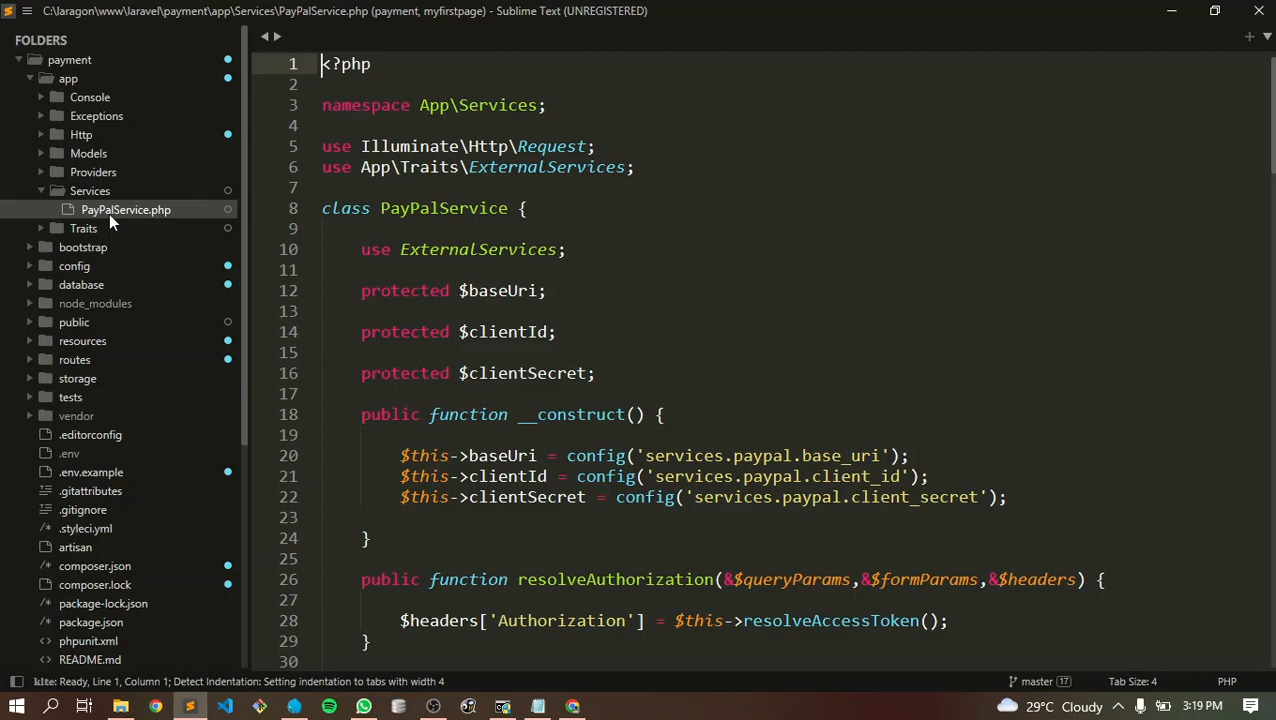 C:\laragon\www\laravel\payment\app\Services\PayPalService.php (payment, myfirstpage) - Sublime Text (UNREGISTERED)
FOLDERS
payment
app
Console
Exceptions
Http
Models
Providers
Services
PayPalService.php
Traits
bootstrap
config
database
node_modules
public
resources
routes
storage
tests
vendor
.editorconfig
.env
.env.example
.gitattributes
.gitignore
.styleci.yml
artisan
composer.json
composer.lock
package-lock.json
package.json
phpunit.xml
README.md
1 <?php
2
3 namespace App\Services;
4
5 use Illuminate\Http\Request;
6 use App\Traits\ExternalServices;
7
8 class PayPalService {
9
10 use ExternalServices;
11
12 protected $baseUri;
13
14 protected $clientId;
15
16 protected $clientSecret;
17
18 public function __construct() {
19
20 $this->baseUri = config('services.paypal.base_uri');
21 $this->clientId = config('services.paypal.client_id');
22 $this->clientSecret = config('services.paypal.client_secret');
23
24 }
25
26 public function resolveAuthorization(&$queryParams,&$formParams,&$headers) {
27
28 $headers['Authorization'] = $this->resolveAccessToken();
29 }
30
kite: Ready, Line 1, Column 1; Detect Indentation: Setting indentation to tabs with width 4
master 17
Tab Size: 4
PHP
29°C Cloudy
3:19 PM